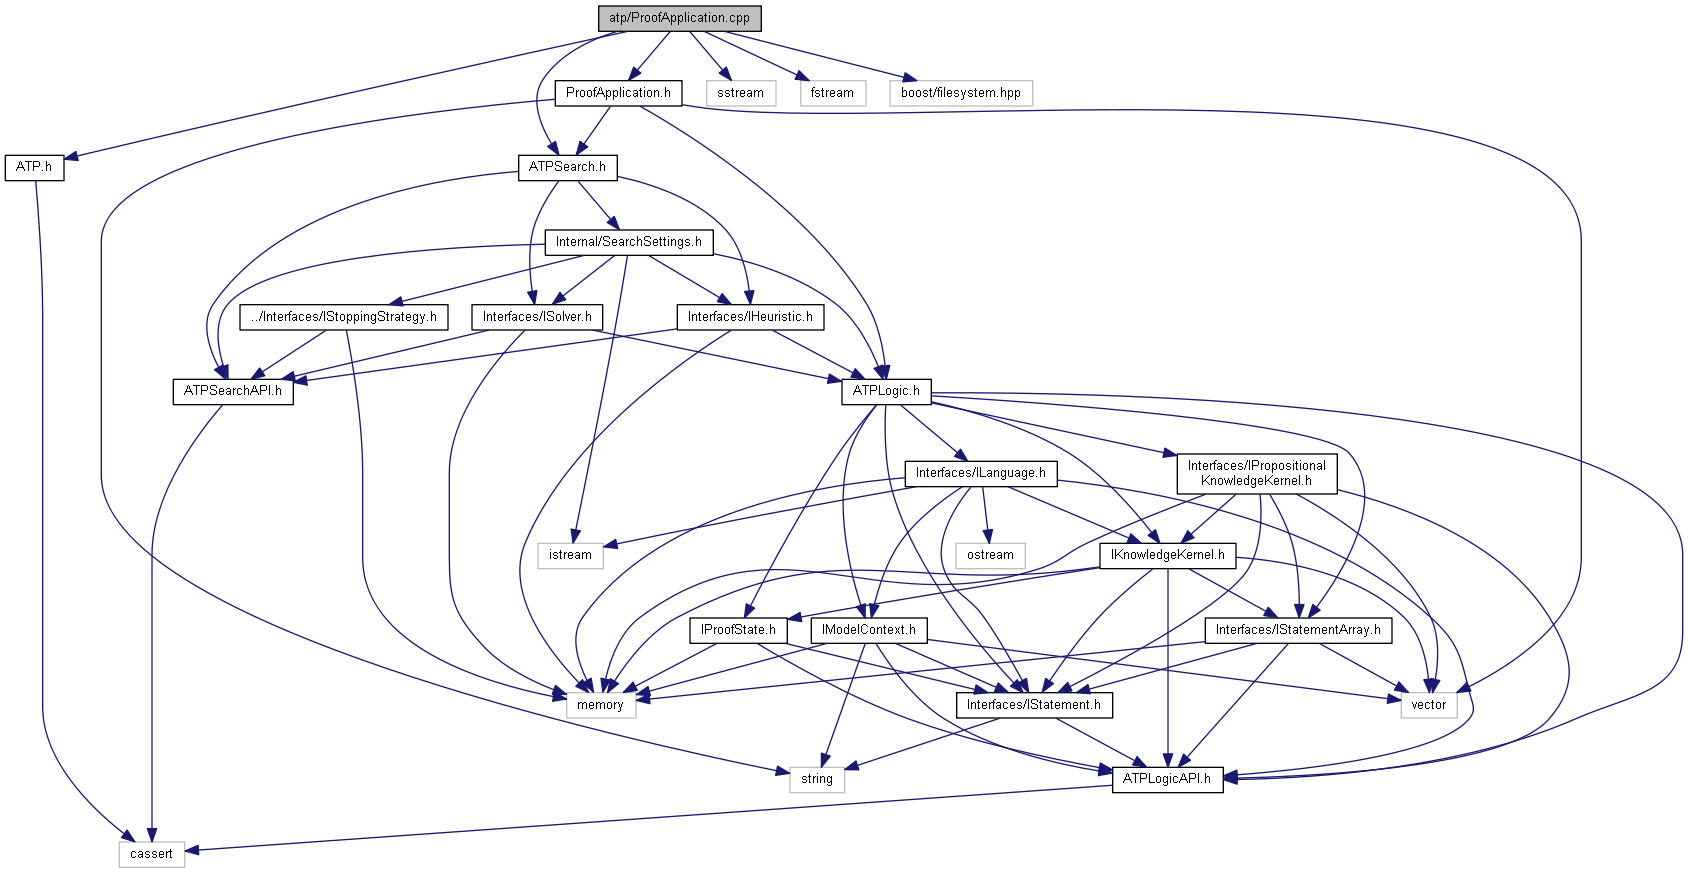 atp/ProofApplication.cpp
ProofApplication.h
sstream
fstream
boost/filesystem.hpp
ATP.h
ATPSearch.h
Internal/SearchSettings.h
../Interfaces/IStoppingStrategy.h
Interfaces/ISolver.h
Interfaces/IHeuristic.h
ATPSearchAPI.h
ATPLogic.h
Interfaces/ILanguage.h
Interfaces/IPropositional
KnowledgeKernel.h
istream
ostream
IKnowledgeKernel.h
IProofState.h
IModelContext.h
Interfaces/IStatementArray.h
memory
Interfaces/IStatement.h
vector
string
ATPLogicAPI.h
cassert